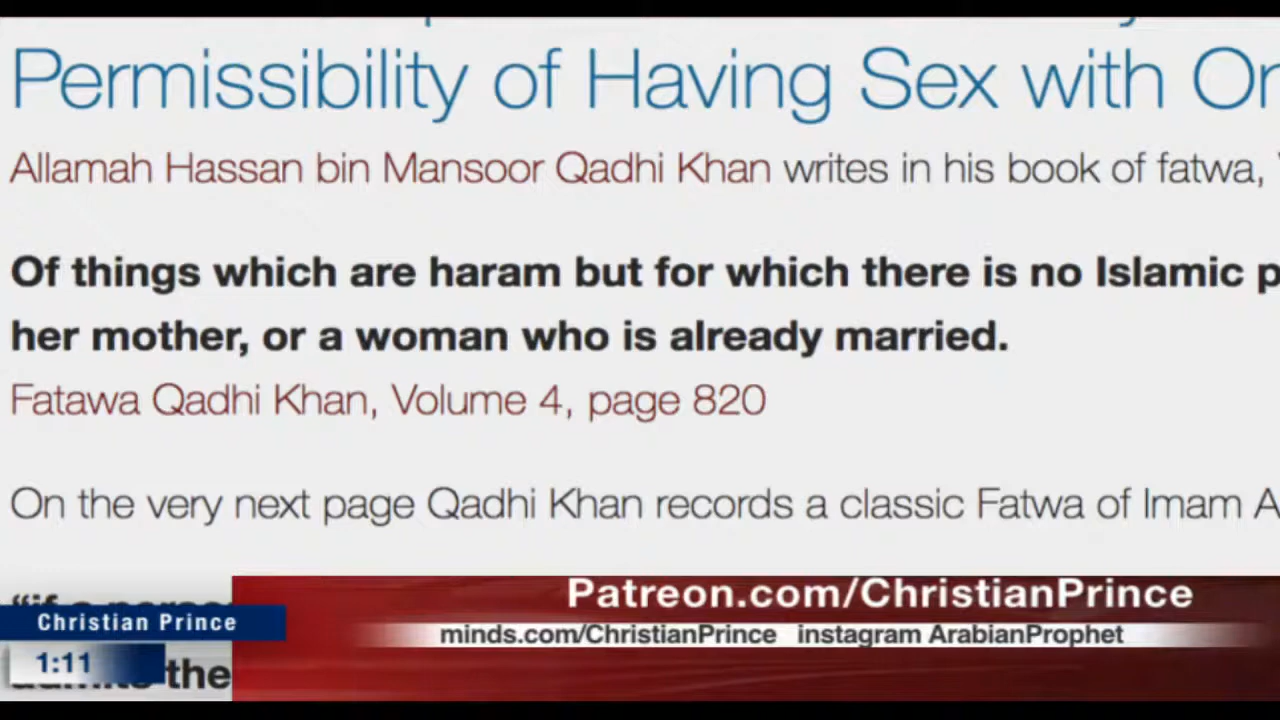 Permissibility of Having Sex with
Allamah Hassan bin Mansoor Qadhi Khan writes in his book of fatwa,
Of things which are haram but for which there is no Islamic
her mother, or a woman who is already married.
Fatawa Qadhi Khan, Volume 4, page 820
On the very next page Qadhi Khan records a classic Fatwa of Imam
Patreon.com/ChristianPrince
Christian Prince
minds.com/ChristianPrince instagram ArabianProphet
1:11
the